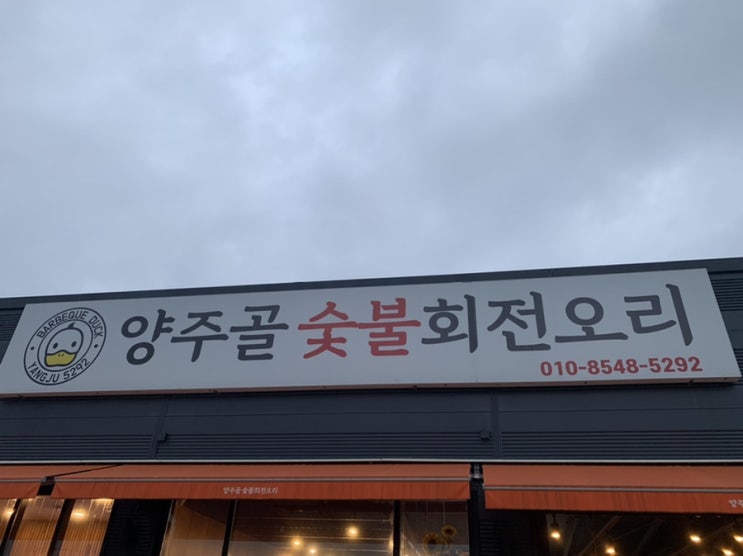 BARBEQUE DUCK
YANGJU 5292
양주골 숯불회전오리
010-8548-5292
양주골 숯불회전오리